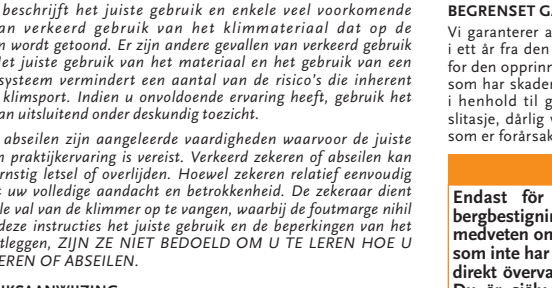 beschrijft het juiste gebruik en enkele veel voorkomende
van verkeerd gebruik van het klimmateriaal dat op de
wordt getoond. Er zijn andere gevallen van verkeerd gebruik
Het juiste gebruik van het materiaal en het gebruik van een
systeem vermindert een aantal van de risico's die inherent
klimsport. Indien u onvoldoende ervaring heeft, gebruik het
an uitsluitend onder deskundig toezicht.
abseilen zijn aangeleerde vaardigheden waarvoor de juiste
praktijkervaring is vereist. Verkeerd zekeren of abseilen kan
ernstig letsel of overlijden. Hoewel zekeren relatief eenvoudig
uw volledige aandacht en betrokkenheid. De zekeraar dient
le val van de klimmer op te vangen, waarbij de foutmarge nihil
deze instructies het juiste gebruik en de beperkingen van het
tleggen, ZIJN ZE NIET BEDOELD OM U TE LEREN HOE U
EREN OF ABSEILEN.
IKSAANWIJZING
BEGRENSET GA
Vi garanterer a
i ett år fra den
for den opprinn
som har skader
i henhold til g
slitasje, dårlig v
som er forårsak
Endast för
bergbestignin
medveten om
som inte har
direkt överva
Du är själv